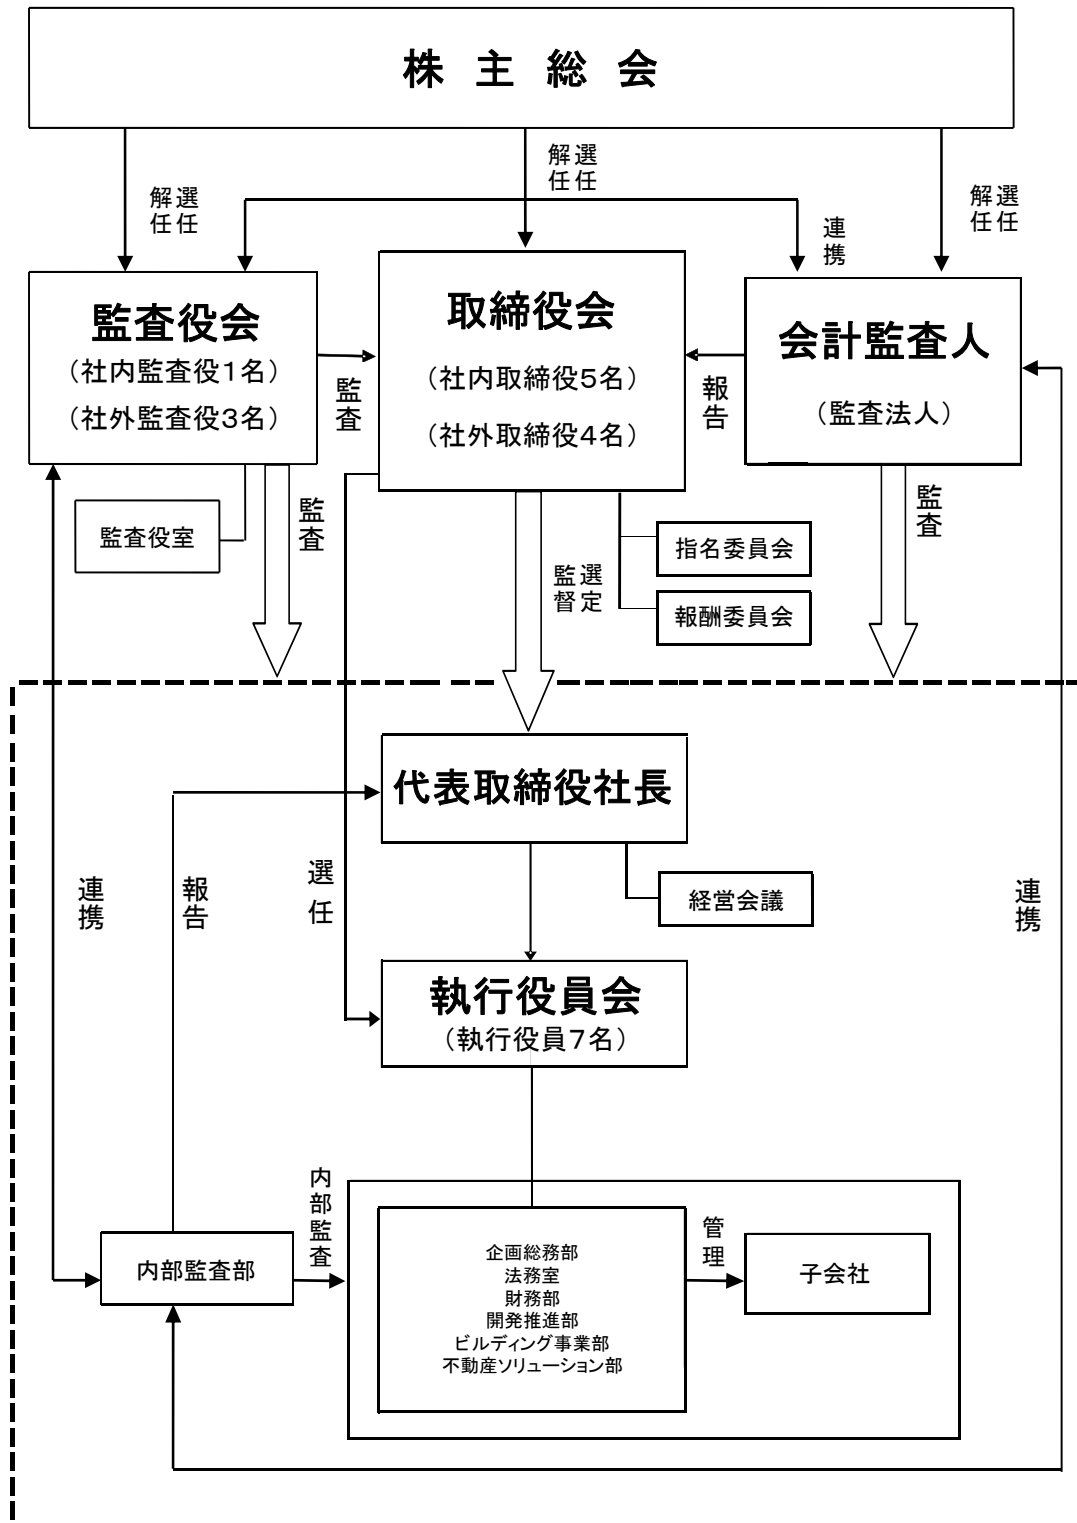 株主総会
選任
解任
選任
解任
選任
解任
連携
監査役会
（社内監査役1名）
（社外監査役3名）
監査
取締役会
（社内取締役5名）
（社外取締役4名）
報告
会計監査人
（監査法人）
監査役室
監査
選定
監督
指名委員会
報酬委員会
監査
代表取締役社長
経営会議
連携
報告
選任
連携
執行役員会
（執行役員7名）
内部監査部
内部監査
企画総務部
法務室
財務部
開発推進部
ビルディング事業部
不動産ソリューション部
管理
子会社